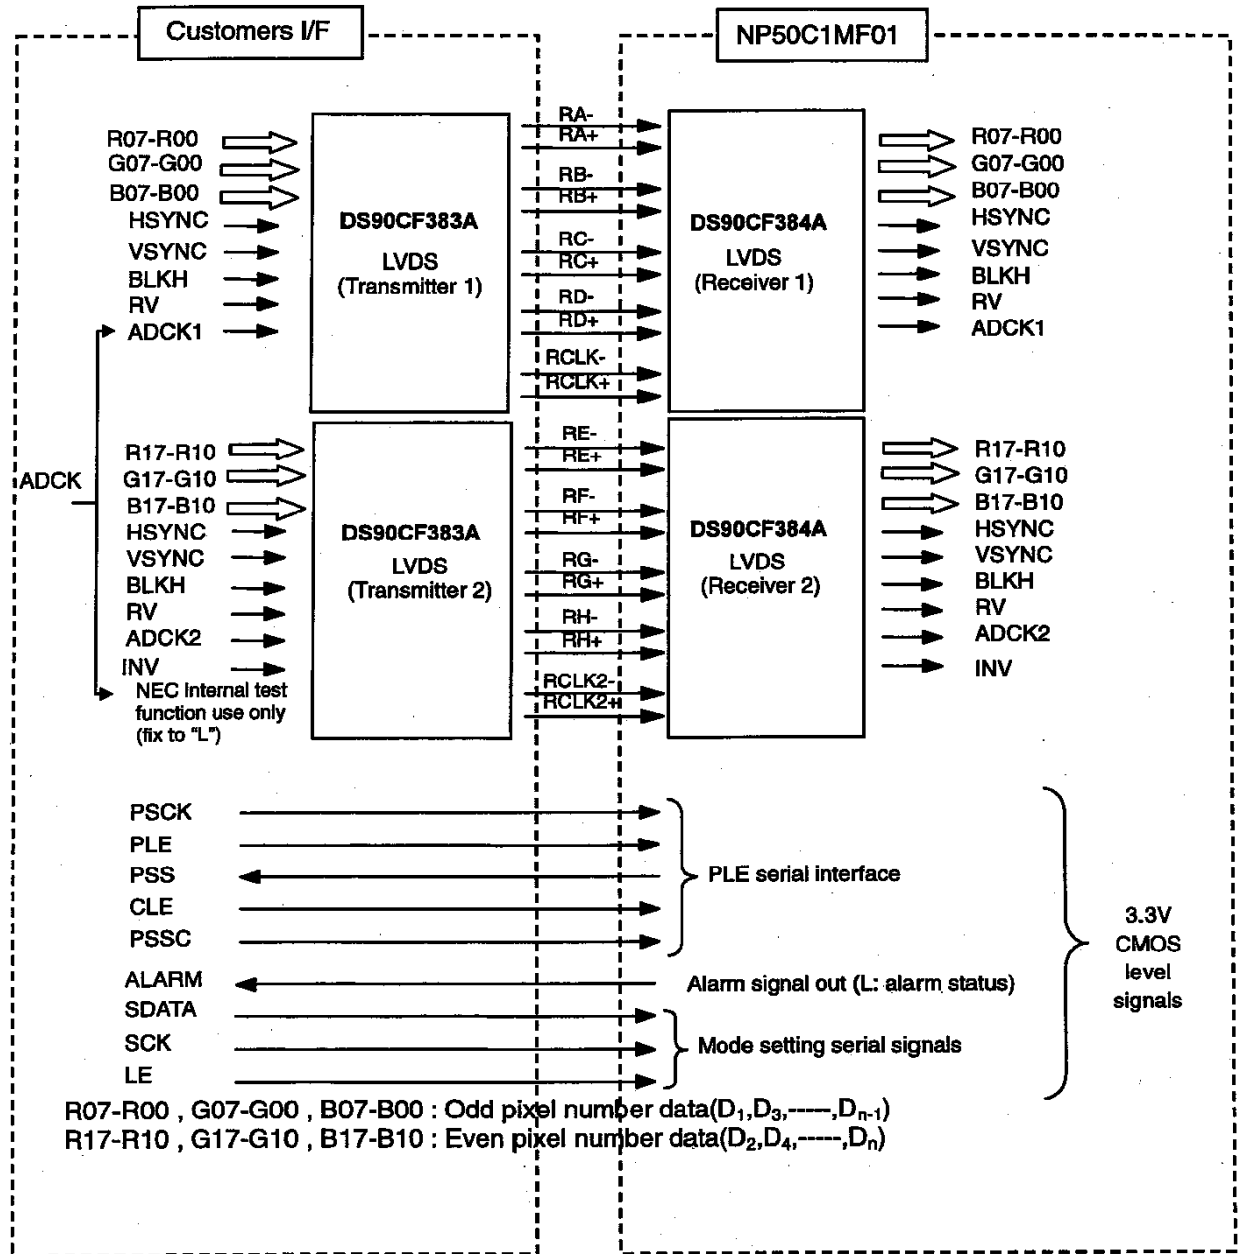 Customers I/F
NP50C1MF01
R07-R00
G07-G00
B07-B00
HSYNC
VSYNC
BLKH
RV
ADCK1
DS90CF383A
LVDS
(Transmitter 1)
RA-
RA+
RB-
RB+
RC-
RC+
RD-
RD+
RCLK-
RCLK+
DS90CF384A
LVDS
(Receiver 1)
R07-R00
G07-G00
B07-B00
HSYNC
VSYNC
BLKH
RV
ADCK1
ADCK
R17-R10
G17-G10
B17-B10
HSYNC
VSYNC
BLKH
RV
ADCK2
INV
NEC Internal test
function use only
(fix to "L")
DS90CF383A
LVDS
(Transmitter 2)
RE-
RE+
RF-
RF+
RG-
RG+
RH-
RH+
RCLK2-
RCLK2+
DS90CF384A
LVDS
(Receiver 2)
R17-R10
G17-G10
B17-B10
HSYNC
VSYNC
BLKH
RV
ADCK2
INV
PSCK
PLE
PSS
CLE
PSSC
PLE serial interface
ALARM
Alarm signal out (L: alarm status)
SDATA
SCK
LE
Mode setting serial signals
3.3V
CMOS
level
signals
R07-R00 , G07-G00 , B07-B00 : Odd pixel number data(D₁,D₃,-----,Dₙ₋₁)
R17-R10 , G17-G10 , B17-B10 : Even pixel number data(D₂,D₄,-----,Dₙ)